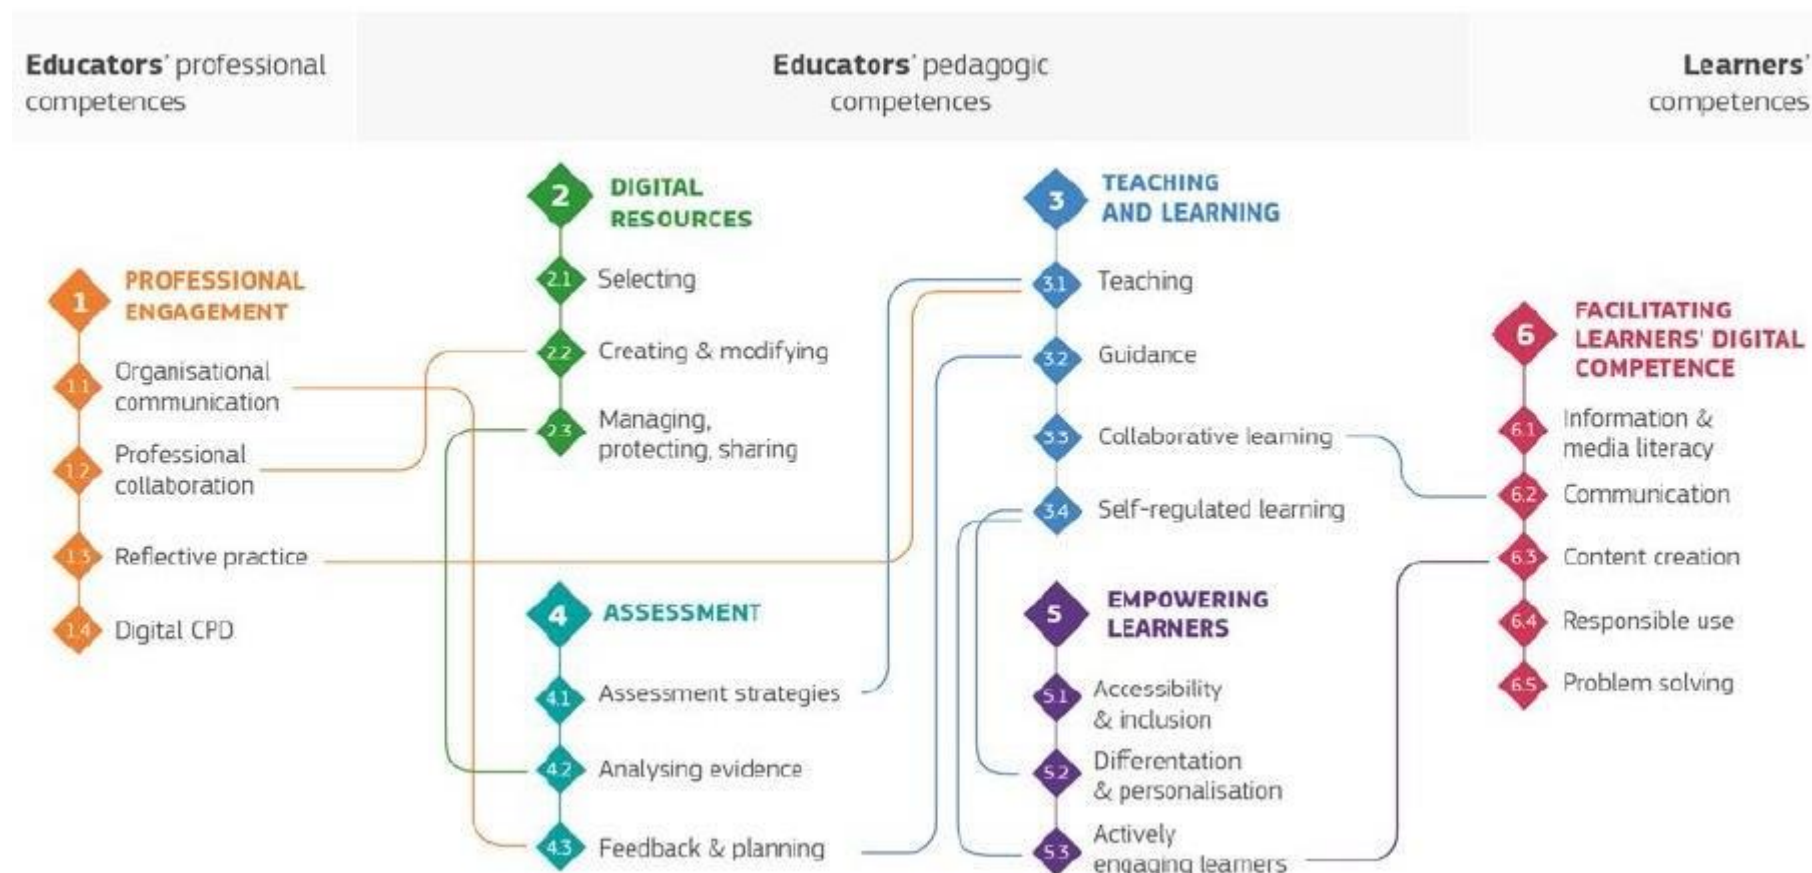 Educators' professional
competences
Educators' pedagogic
competences
Learners'
competences
1
PROFESSIONAL
ENGAGEMENT
1.1
Organisational
communication
1.2
Professional
collaboration
1.3
Reflective practice
1.4
Digital CPD
2
DIGITAL
RESOURCES
2.1
Selecting
2.2
Creating & modifying
2.3
Managing,
protecting, sharing
3
TEACHING
AND LEARNING
3.1
Teaching
3.2
Guidance
3.3
Collaborative learning
3.4
Self-regulated learning
4
ASSESSMENT
4.1
Assessment strategies
4.2
Analysing evidence
4.3
Feedback & planning
5
EMPOWERING
LEARNERS
5.1
Accessibility
& inclusion
5.2
Differentation
& personalisation
5.3
Actively
engaging learners
6
FACILITATING
LEARNERS' DIGITAL
COMPETENCE
6.1
Information &
media literacy
6.2
Communication
6.3
Content creation
6.4
Responsible use
6.5
Problem solving